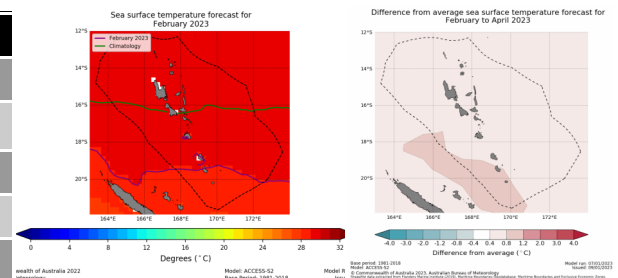 Sea surface temperature forecast for
February 2023
February 2023
Climatology
12°S
14°S
16°S
18°S
20°S
164°E 166°E 168°E 170°E 172°E
0 4 8 12 16 20 24 28 32
Degrees (°C)
wealth of Australia 2022
Model: ACCESS-S2
Model R
Difference from average sea surface temperature for
February to April 2023
12°S
14°S
16°S
18°S
20°S
164°E 166°E 168°E 170°E 172°E
-4.0 -3.0 -2.0 -1.2 -0.8 -0.4 0.4 0.8 1.2 2.0 3.0 4.0
Difference from average (°C)
Base period: 1981-2018
Model: ACCESS-S2
Model run: 07/01/2023
Issued: 09/01/2023
© Commonwealth of Australia 2023, Australian Bureau of Meteorology